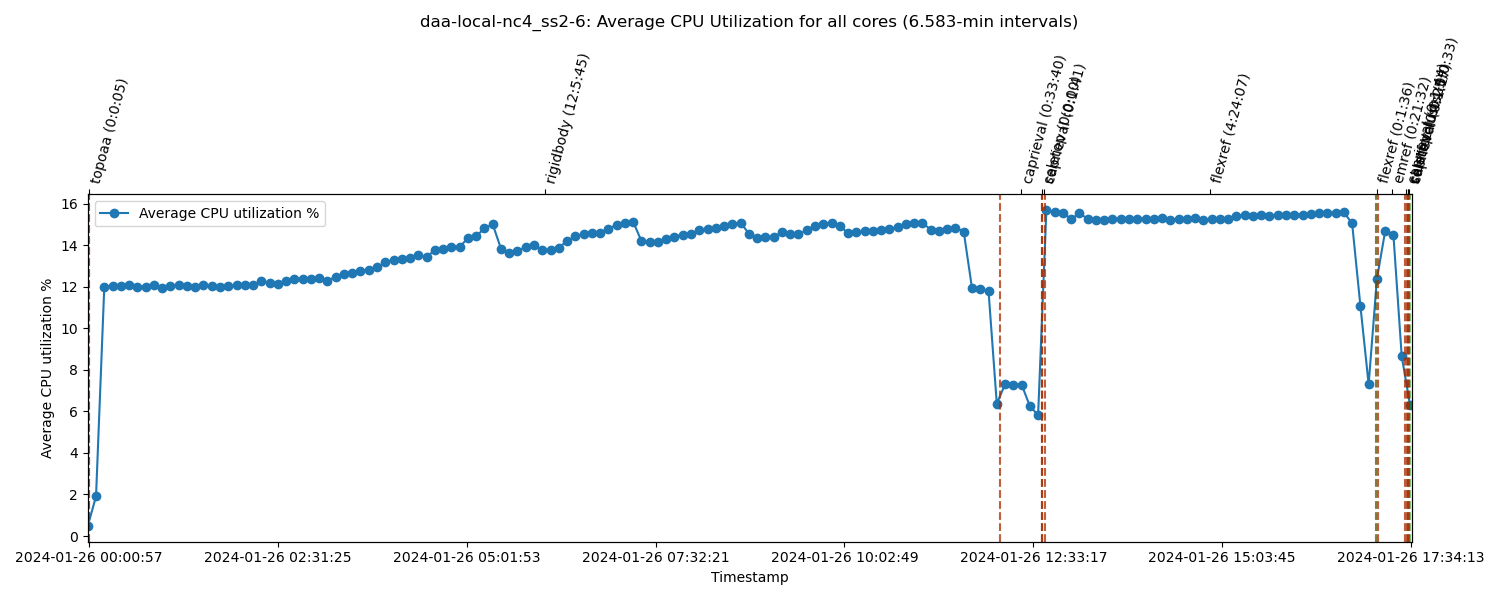 daa-local-nc4_ss2-6: Average CPU Utilization for all cores (6.583-min intervals)
topoaa (0:0:05)
rigidbody (12:5:45)
caprieval (0:33:40)
flexref (4:24:07)
flexref (0:1:36)
emref (0:21:32)
Average CPU utilization %
16
14
12
10
8
6
4
2
0
Average CPU utilization %
2024-01-26 00:00:57
2024-01-26 02:31:25
2024-01-26 05:01:53
2024-01-26 07:32:21
2024-01-26 10:02:49
2024-01-26 12:33:17
2024-01-26 15:03:45
2024-01-26 17:34:13
Timestamp